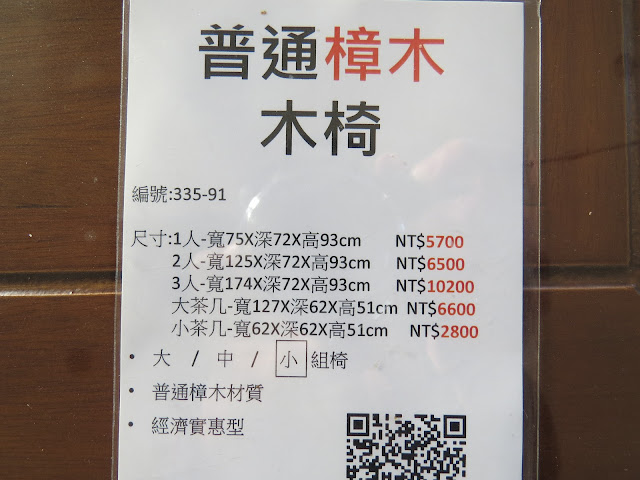 普通樟木
木椅
編號:335-91
尺寸:1人-寬75X深72X高93cm NT$5700
2人-寬125X深72X高93cm NT$6500
3人-寬174X深72X高93cm NT$10200
大茶几-寬127X深62X高51cm NT$6600
小茶几-寬62X深62X高51cm NT$2800
• 大 / 中 / 小 組椅
• 普通樟木材質
• 經濟實惠型